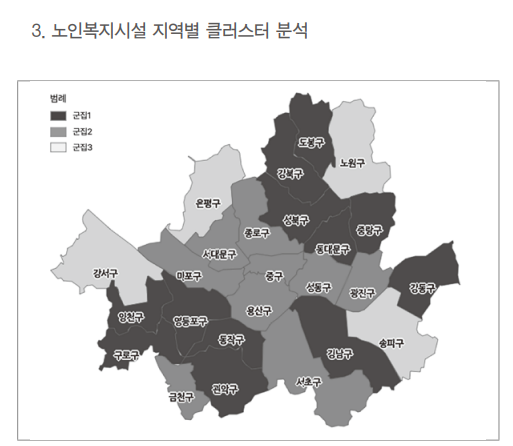 3. 노인복지시설 지역별 클러스터 분석
범례
군집1
군집2
군집3
도봉구
노원구
강북구
은평구
성북구
중랑구
종로구
동대문구
서대문구
강서구
마포구
중구
성동구
광진구
강동구
양천구
영등포구
용산구
동작구
송파구
구로구
강남구
서초구
관악구
금천구